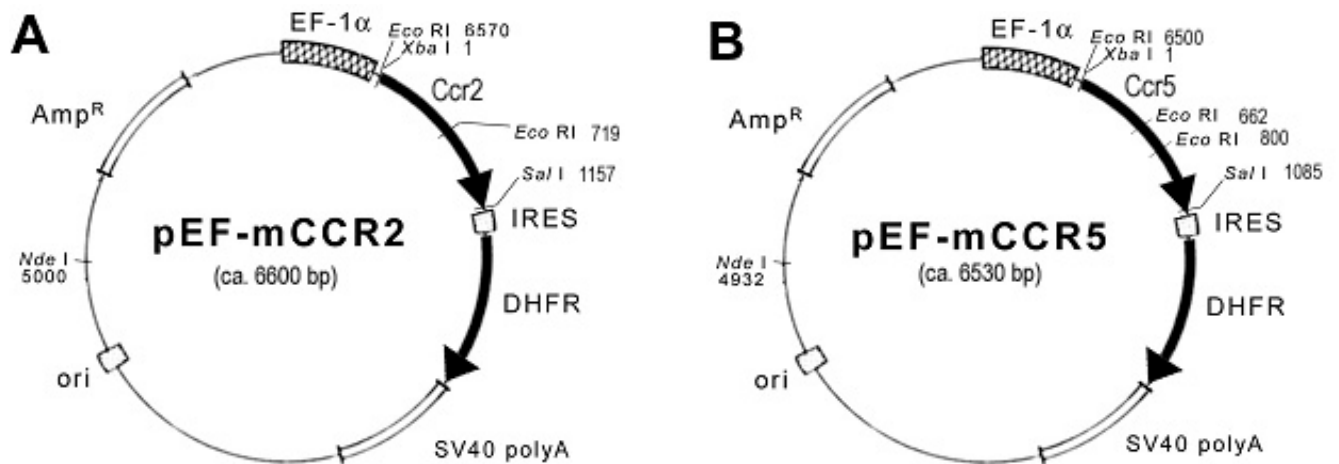 A
EF-1α
Eco RI 6570
Xba I 1
Ccr2
Amp^R
Eco RI 719
Sal I 1157
IRES
pEF-mCCR2
(ca. 6600 bp)
Nde I
5000
DHFR
ori
SV40 polyA
B
EF-1α
Eco RI 6500
Xba I 1
Ccr5
Amp^R
Eco RI 662
Eco RI 800
Sal I 1085
IRES
pEF-mCCR5
(ca. 6530 bp)
Nde I
4932
DHFR
ori
SV40 polyA